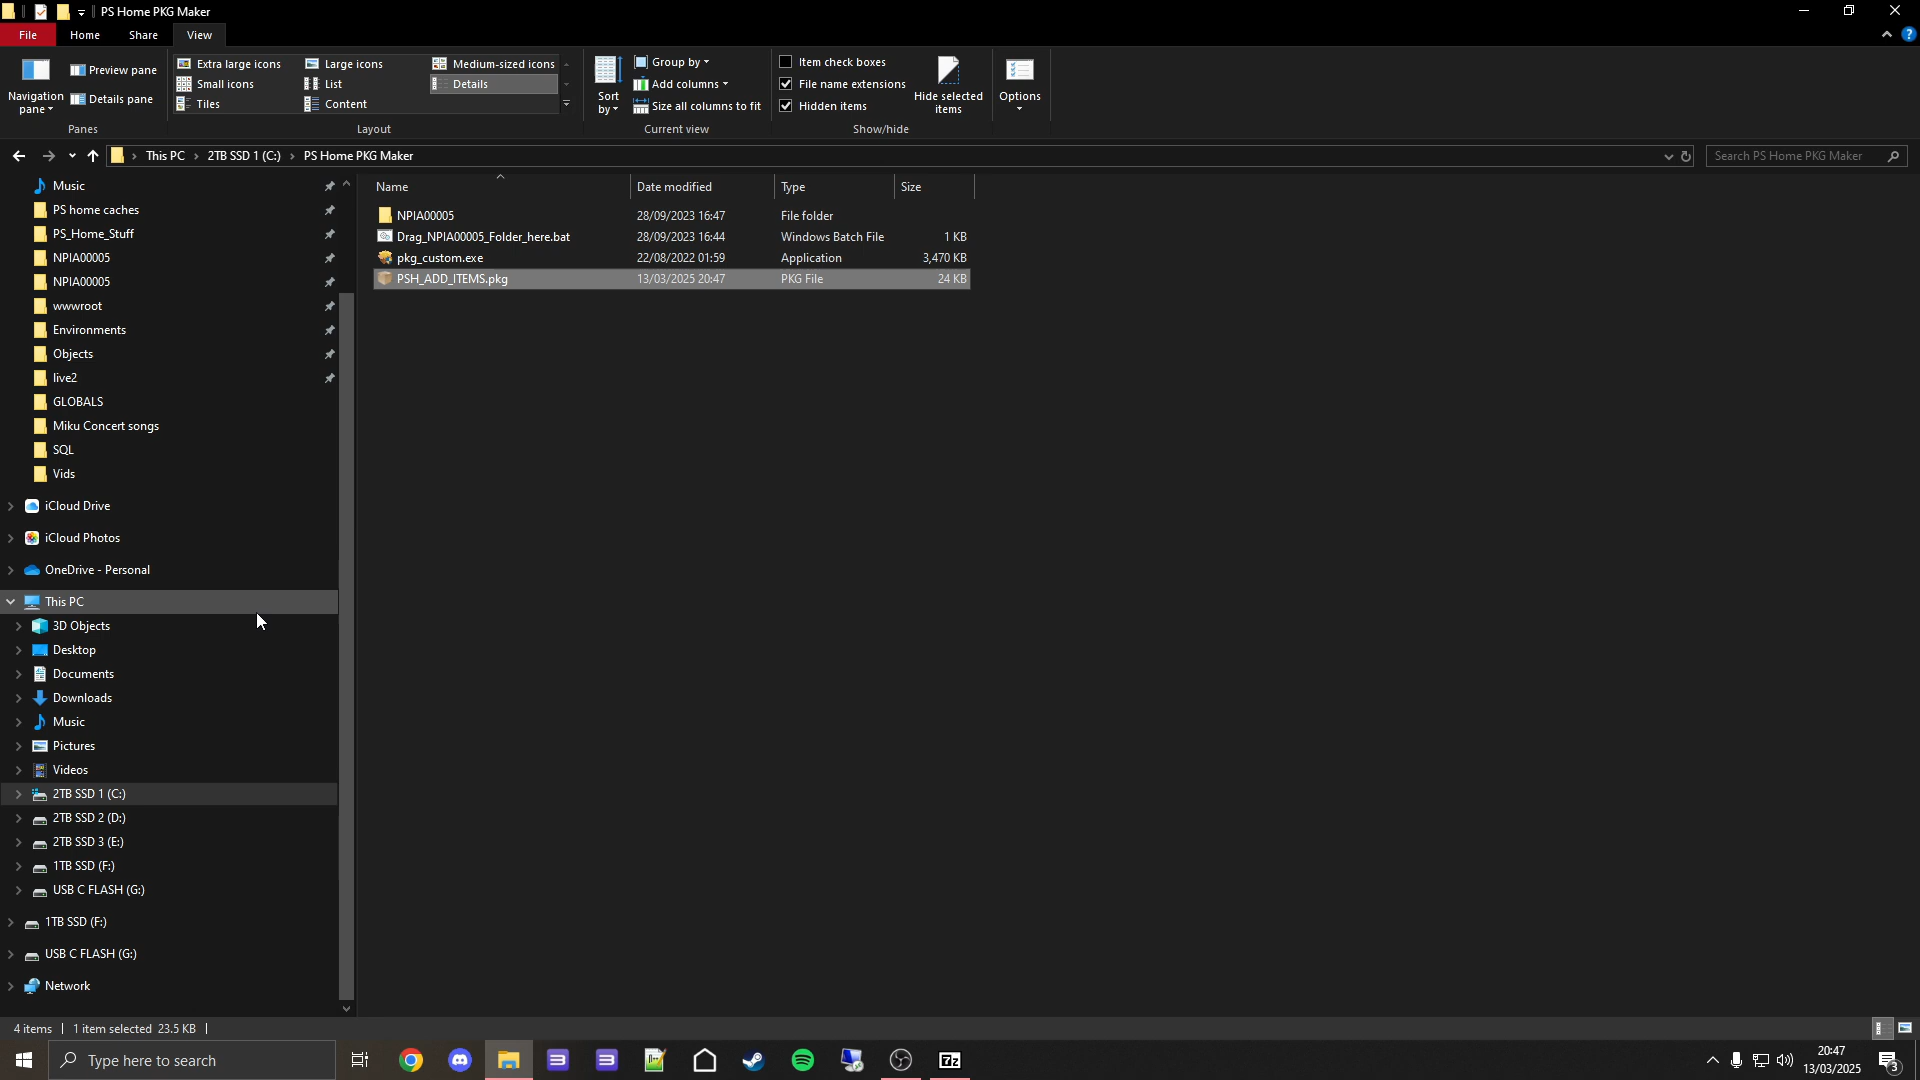 PS Home PKG Maker
File
Home
Share
View
Navigation pane
Preview pane
Details pane
Panes
Extra large icons
Large icons
Medium-sized icons
Small icons
List
Details
Tiles
Content
Layout
Sort by
Group by
Add columns
Size all columns to fit
Current view
Item check boxes
File name extensions
Hidden items
Hide selected items
Show/hide
Options
This PC
2TB SSD 1 (C:)
PS Home PKG Maker
Search PS Home PKG Maker
Music
PS home caches
PS_Home_Stuff
NPIA00005
NPIA00005
wwwroot
Environments
Objects
live2
GLOBALS
Miku Concert songs
SQL
Vids
iCloud Drive
iCloud Photos
OneDrive - Personal
This PC
3D Objects
Desktop
Documents
Downloads
Music
Pictures
Videos
2TB SSD 1 (C:)
2TB SSD 2 (D:)
2TB SSD 3 (E:)
1TB SSD (F:)
USB C FLASH (G:)
1TB SSD (F:)
USB C FLASH (G:)
Network
Name Date modified Type Size
NPIA00005 28/09/2023 16:47 File folder
Drag_NPIA00005_Folder_here.bat 28/09/2023 16:44 Windows Batch File 1 KB
pkg_custom.exe 22/08/2022 01:59 Application 3,470 KB
PSH_ADD_ITEMS.pkg 13/03/2025 20:47 PKG File 24 KB
4 items 1 item selected 23.5 KB
Type here to search
7z
20:47
13/03/2025
3